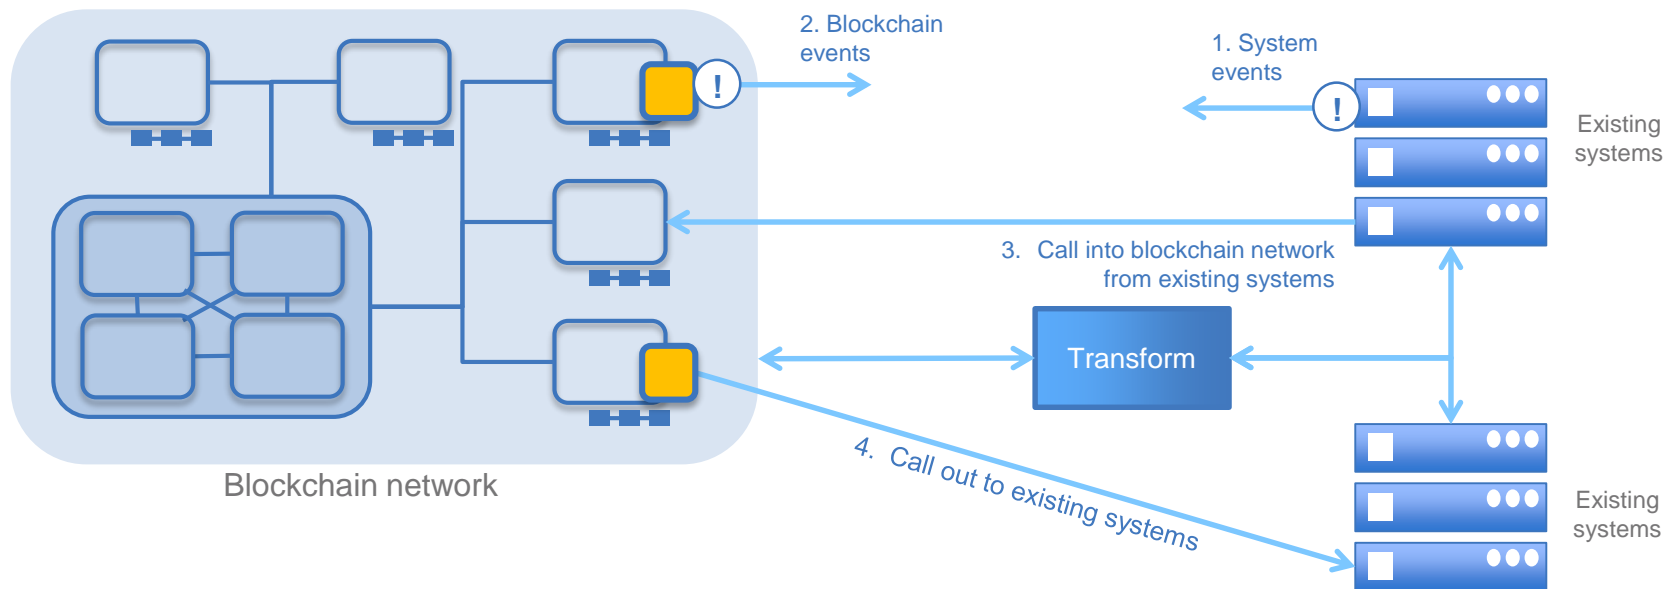 2. Blockchain
events
!
1. System
events
!
Existing
systems
3. Call into blockchain network
from existing systems
Transform
4. Call out to existing systems
Blockchain network
Existing
systems